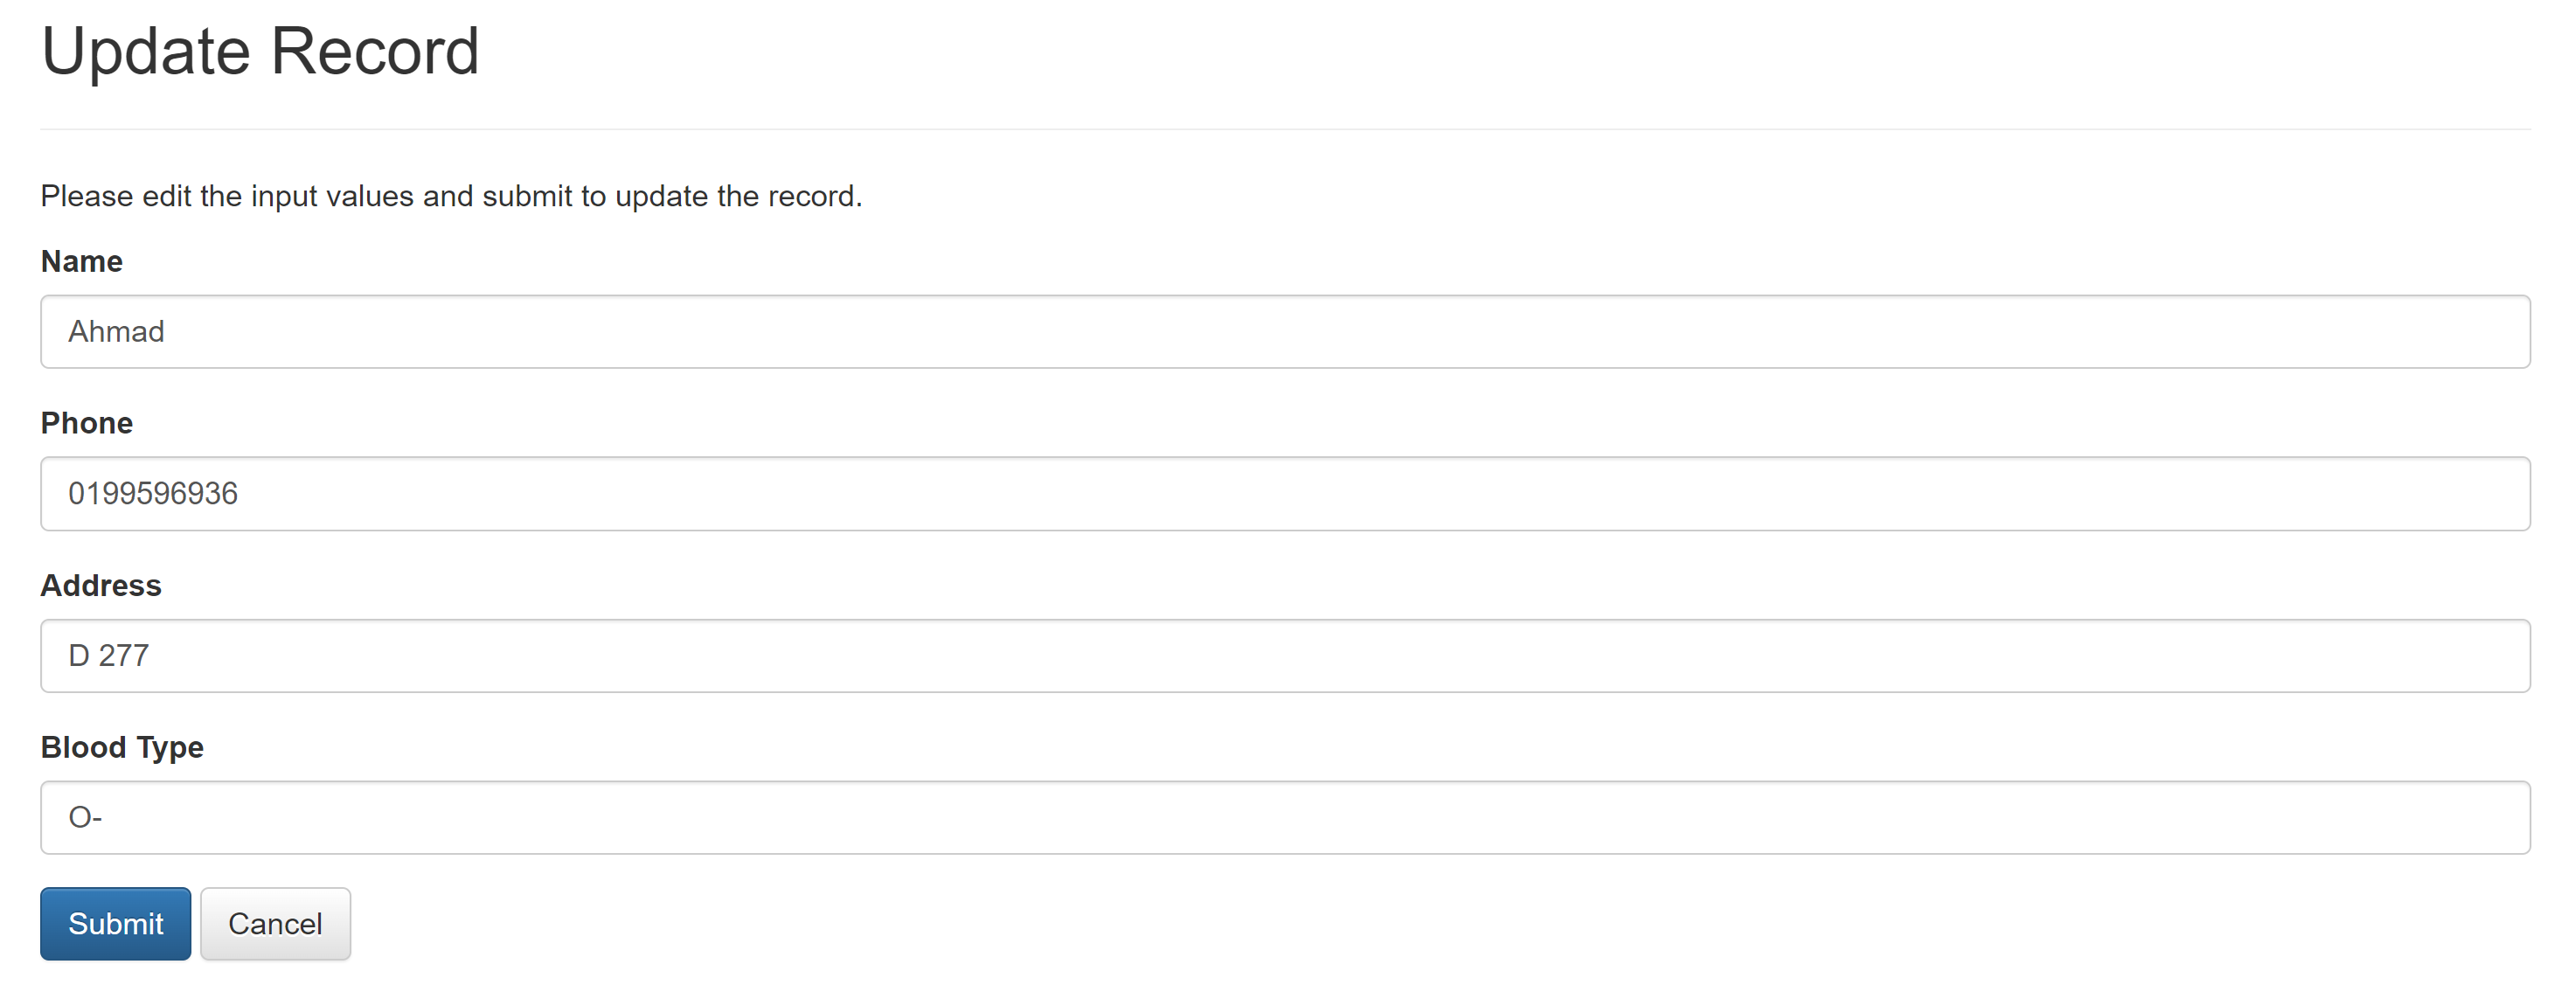 Update Record
Please edit the input values and submit to update the record.
Name
Ahmad
Phone
0199596936
Address
D 277
Blood Type
O-
Submit Cancel